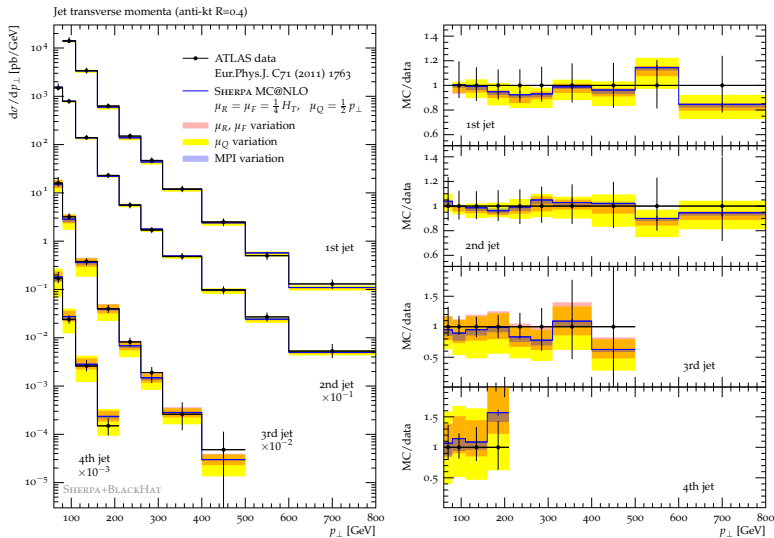 Jet transverse momenta (anti-kt R=0.4)
dσ/dp⊥ [pb/GeV]
10⁴
10³
10²
10¹
1
10⁻¹
10⁻²
10⁻³
10⁻⁴
10⁻⁵
ATLAS data
Eur.Phys.J. C71 (2011) 1763
SHERPA MC@NLO
μR = μF = ¼ HT, μQ = ½ p⊥
μR, μF variation
μQ variation
MPI variation
1st jet
2nd jet
×10⁻¹
3rd jet
×10⁻²
4th jet
×10⁻³
SHERPA+BLACKHAT
100 200 300 400 500 600 700 800
p⊥ [GeV]
MC/data
1.4
1.2
1
0.8
0.6
1st jet
MC/data
1.4
1.2
1
0.8
0.6
2nd jet
MC/data
1.5
1
0.5
3rd jet
MC/data
1.5
1
0.5
4th jet
100 200 300 400 500 600 700 800
p⊥ [GeV]